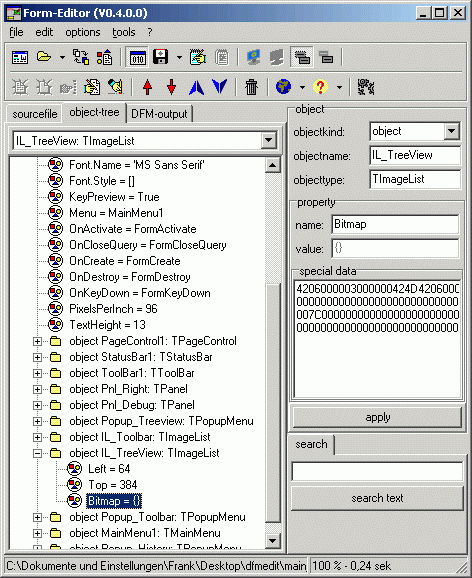 Form-Editor (V0.4.0.0)
file edit options tools ?
sourcefile object-tree DFM-output
IL_TreeView: TImageList
Font.Name = 'MS Sans Serif'
Font.Style = []
KeyPreview = True
Menu = MainMenu1
OnActivate = FormActivate
OnCloseQuery = FormCloseQuery
OnCreate = FormCreate
OnDestroy = FormDestroy
OnKeyDown = FormKeyDown
PixelsPerInch = 96
TextHeight = 13
object PageControl1: TPageControl
object StatusBar1: TStatusBar
object ToolBar1: TToolBar
object Pnl_Right: TPanel
object Pnl_Debug: TPanel
object Popup_Treeview: TPopupMenu
object IL_Toolbar: TImageList
object IL_TreeView: TImageList
Left = 64
Top = 384
Bitmap = {}
object Popup_Toolbar: TPopupMenu
object MainMenu1: TMainMenu
object Popup_History: TPopupMenu
object
objectkind: object
objectname: IL_TreeView
objecttype: TImageList
property
name: Bitmap
value: {}
special data
4206000003000000424D4206000
000000000000000000000000000
007C00000000000000000000000
000000000000000000000000000
apply
search
search text
C:\Dokumente und Einstellungen\Frank\Desktop\dfmedit\main 100 % - 0,24 sek